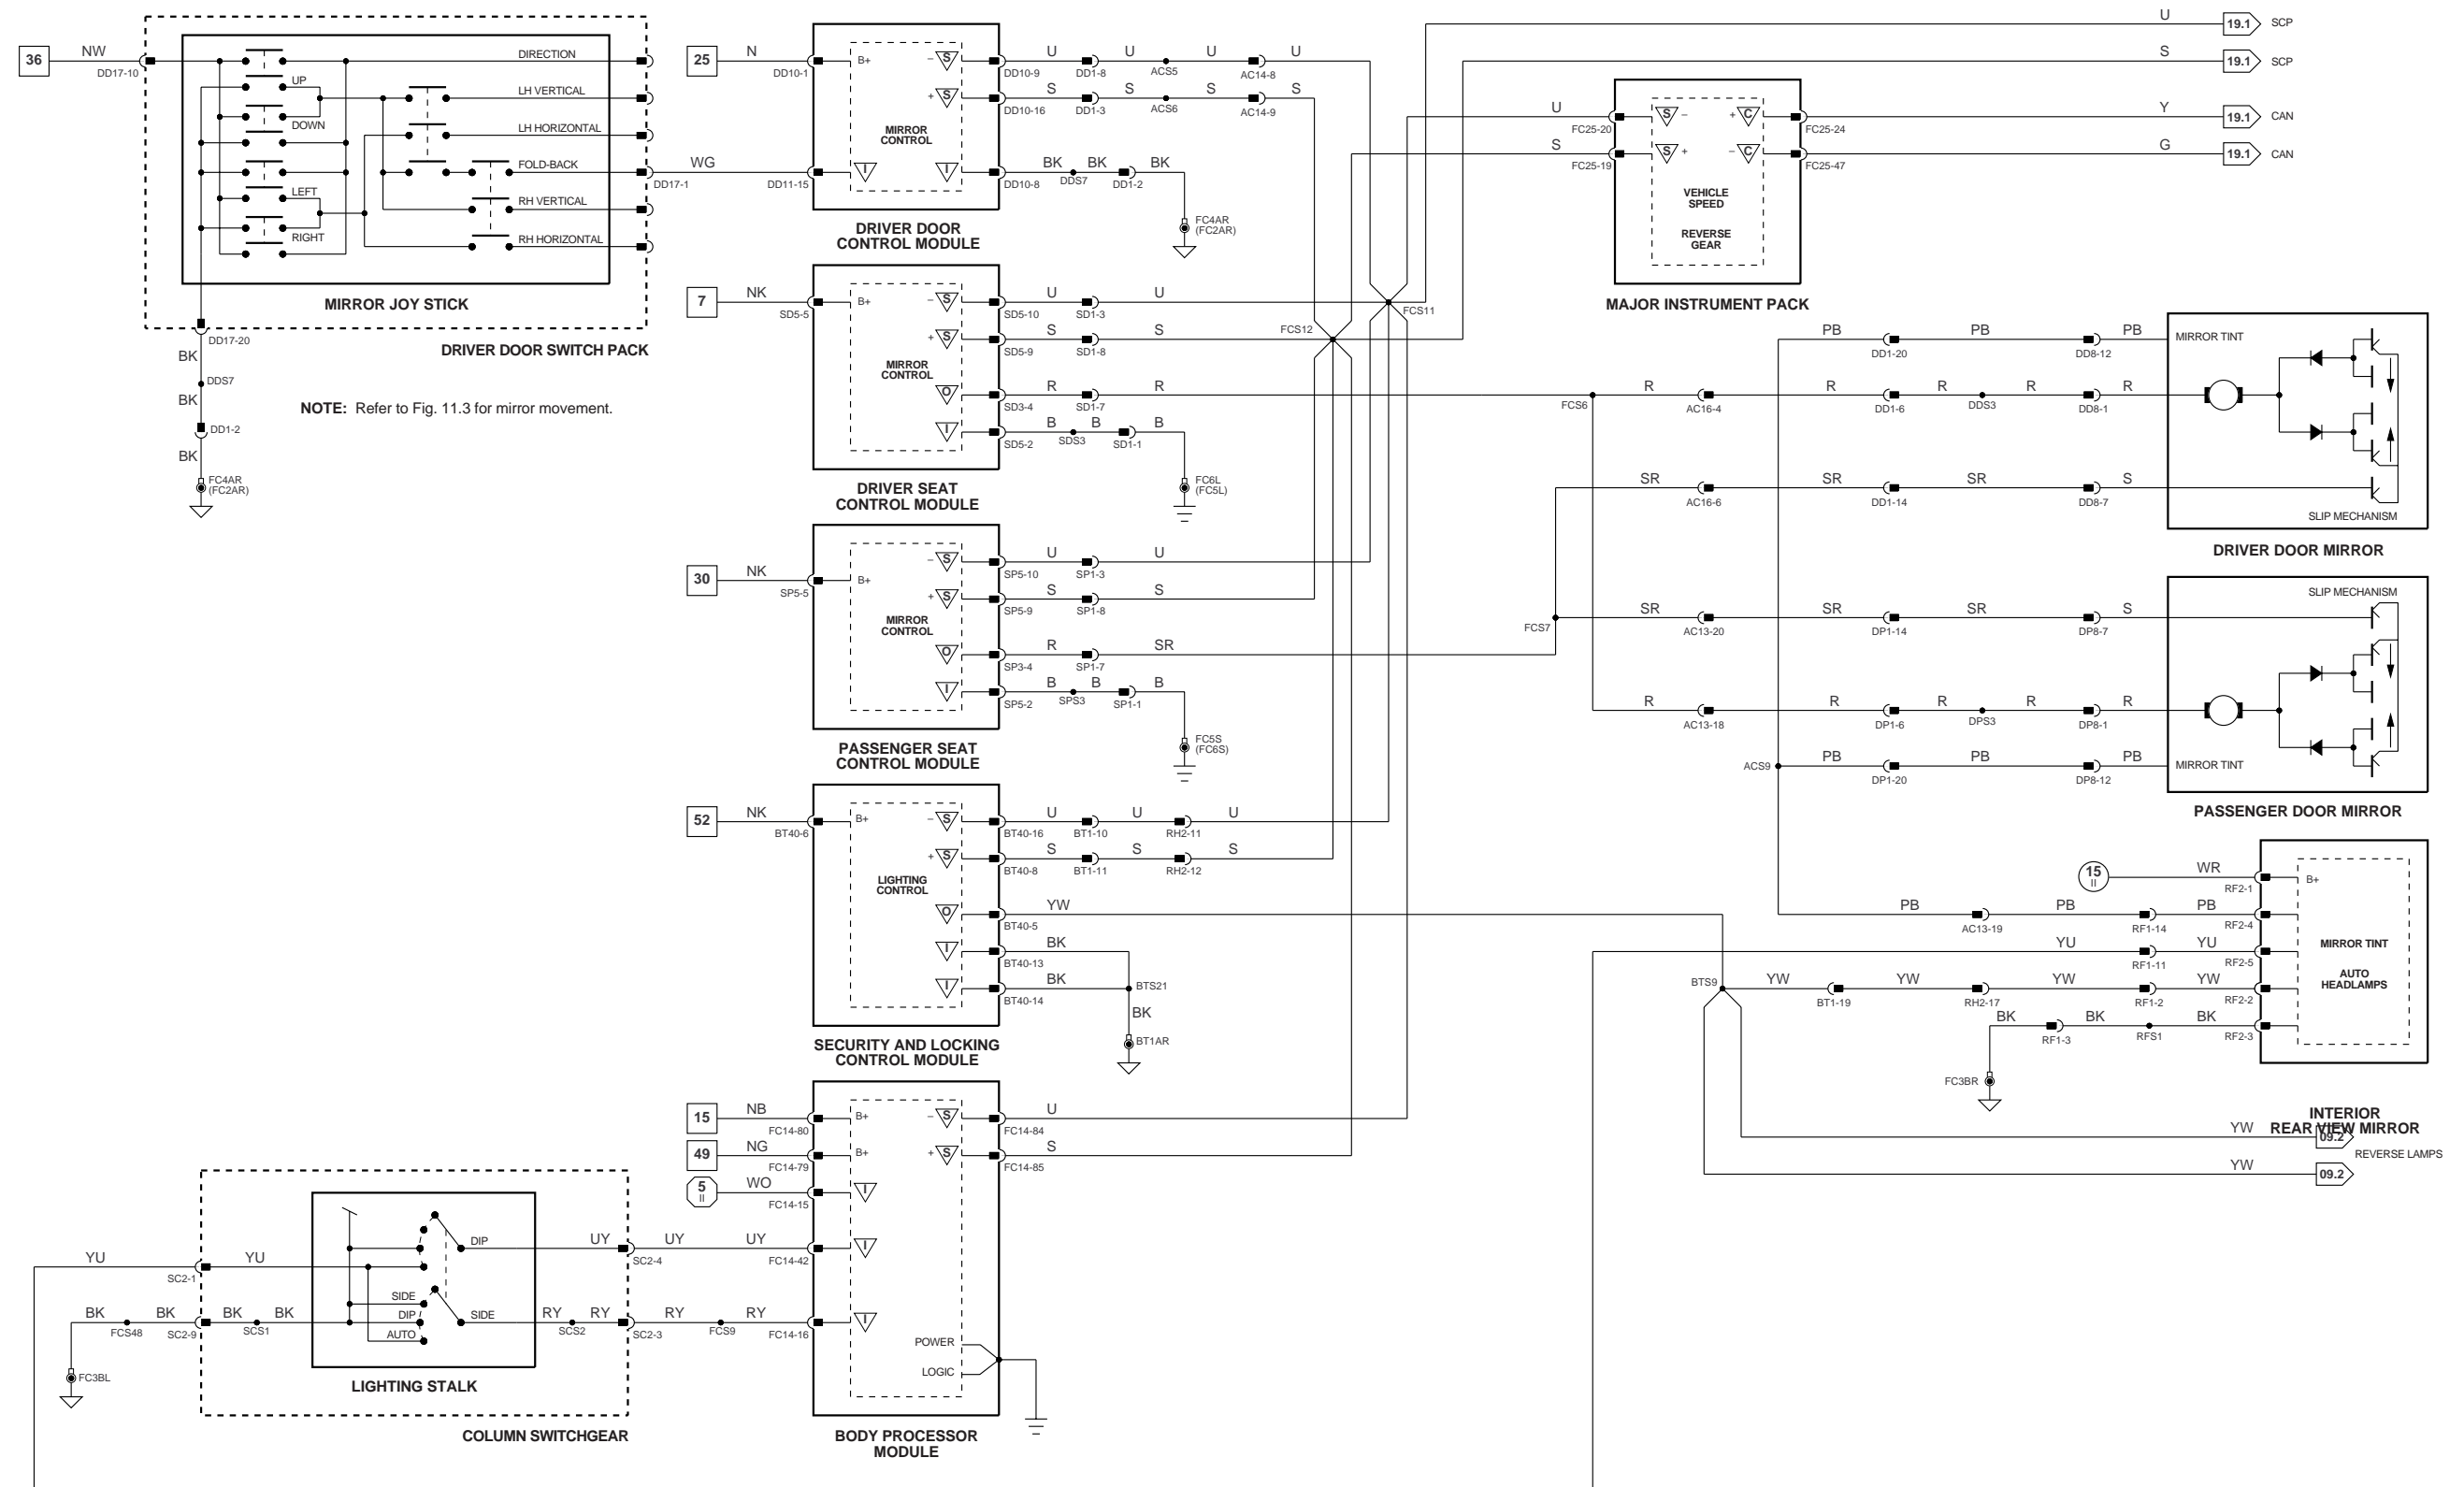 36
NW
DD17-10
DIRECTION
UP
LH VERTICAL
DOWN
LH HORIZONTAL
FOLD-BACK
LEFT
RH VERTICAL
RIGHT
RH HORIZONTAL
MIRROR JOY STICK
DRIVER DOOR SWITCH PACK
DD17-1
WG
DD11-15
DD17-20
BK
DDS7
BK
DD1-2
BK
FC4AR
(FC2AR)
NOTE: Refer to Fig. 11.3 for mirror movement.
25
N
DD10-1
B+
– S
+ S
MIRROR
CONTROL
I
I
DD10-9
U
DD1-8
U
ACS5
U
AC14-8
U
DD10-16
S
DD1-3
S
ACS6
S
AC14-9
S
DD10-8
BK
DDS7
BK
DD1-2
BK
FC4AR
(FC2AR)
DRIVER DOOR
CONTROL MODULE
7
NK
SD5-5
B+
– S
+ S
MIRROR
CONTROL
O
I
SD5-10
U
SD1-3
U
SD5-9
S
SD1-8
S
SD3-4
R
SD1-7
R
SD5-2
B
SDS3
B
SD1-1
B
FC6L
(FC5L)
DRIVER SEAT
CONTROL MODULE
FCS12
FCS11
30
NK
SP5-5
B+
– S
+ S
MIRROR
CONTROL
O
I
SP5-10
U
SP1-3
U
SP5-9
S
SP1-8
S
SP3-4
R
SP1-7
SR
SP5-2
B
SPS3
B
SP1-1
B
FC5S
(FC6S)
PASSENGER SEAT
CONTROL MODULE
52
NK
BT40-6
B+
– S
+ S
LIGHTING
CONTROL
O
I
I
BT40-16
U
BT1-10
U
RH2-11
U
BT40-8
S
BT1-11
S
RH2-12
S
BT40-5
YW
BT40-13
BK
BT40-14
BK
BTS21
BK
BT1AR
SECURITY AND LOCKING
CONTROL MODULE
15
NB
FC14-80
B+
49
NG
FC14-79
B+
5
II
WO
FC14-15
I
– S
+ S
FC14-84
U
FC14-85
S
UY
FC14-42
I
RY
FC14-16
I
POWER
LOGIC
BODY PROCESSOR
MODULE
YU
SC2-1
YU
BK
FCS48
BK
SC2-9
BK
SCS1
BK
FC3BL
DIP
SIDE
DIP
AUTO
SIDE
UY
SC2-4
UY
RY
SCS2
RY
SC2-3
RY
FCS9
LIGHTING STALK
COLUMN SWITCHGEAR
U
19.1
SCP
S
19.1
SCP
Y
19.1
CAN
G
19.1
CAN
U
FC25-20
S
FC25-19
S –
S +
+ C
– C
FC25-24
FC25-47
VEHICLE
SPEED
REVERSE
GEAR
MAJOR INSTRUMENT PACK
PB
DD1-20
PB
DD8-12
PB
MIRROR TINT
FCS6
R
AC16-4
R
DD1-6
R
DDS3
R
DD8-1
R
SR
AC16-6
SR
DD1-14
SR
DD8-7
S
SLIP MECHANISM
DRIVER DOOR MIRROR
FCS7
SR
AC13-20
SR
DP1-14
SR
DP8-7
S
SLIP MECHANISM
R
AC13-18
R
DP1-6
R
DPS3
R
DP8-1
R
ACS9
PB
DP1-20
PB
DP8-12
PB
MIRROR TINT
PASSENGER DOOR MIRROR
15
II
WR
RF2-1
B+
PB
AC13-19
PB
RF1-14
PB
RF2-4
YU
RF1-11
YU
RF2-5
BTS9
YW
BT1-19
YW
RH2-17
YW
RF1-2
YW
RF2-2
BK
RF1-3
BK
RFS1
BK
RF2-3
FC3BR
MIRROR TINT
AUTO
HEADLAMPS
INTERIOR
REAR VIEW MIRROR
YW
09.2
REVERSE LAMPS
YW
09.2